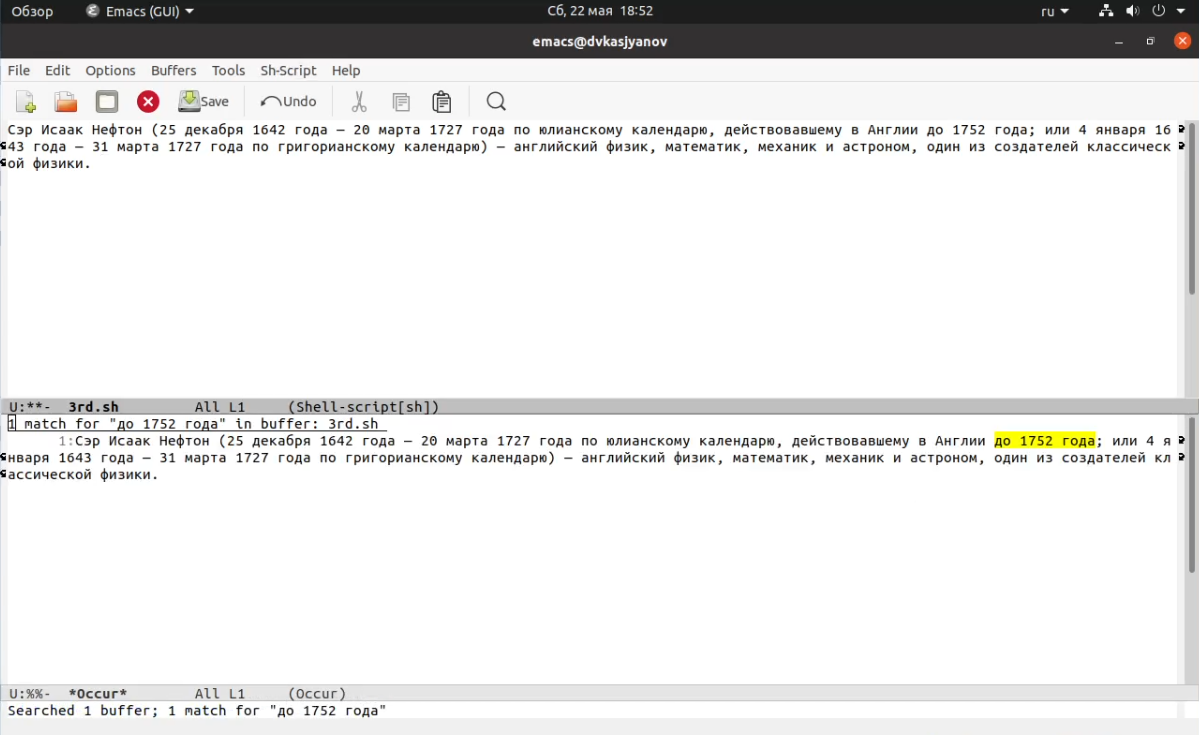 Обзор Emacs (GUI) Сб, 22 мая 18:52 ru
emacs@dvkasjyanov
File Edit Options Buffers Tools Sh-Script Help
Save Undo
Сэр Исаак Нефтон (25 декабря 1642 года — 20 марта 1727 года по юлианскому календарю, действовавшему в Англии до 1752 года; или 4 января 16
43 года — 31 марта 1727 года по григорианскому календарю) — английский физик, математик, механик и астроном, один из создателей классическ
ой физики.
U:**- 3rd.sh All L1 (Shell-script[sh])
1 match for "до 1752 года" in buffer: 3rd.sh
1:Сэр Исаак Нефтон (25 декабря 1642 года — 20 марта 1727 года по юлианскому календарю, действовавшему в Англии до 1752 года; или 4 я
нваря 1643 года — 31 марта 1727 года по григорианскому календарю) — английский физик, математик, механик и астроном, один из создателей кл
ассической физики.
U:%%- *Occur* All L1 (Occur)
Searched 1 buffer; 1 match for "до 1752 года"